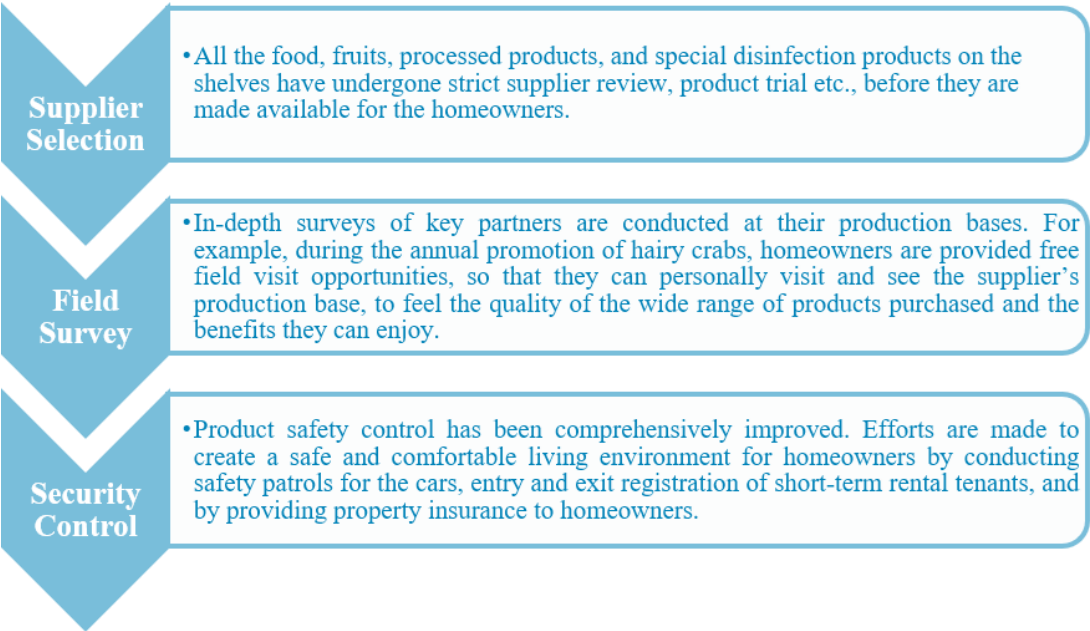 Supplier
Selection
•All the food, fruits, processed products, and special disinfection products on the
shelves have undergone strict supplier review, product trial etc., before they are
made available for the homeowners.
Field
Survey
•In-depth surveys of key partners are conducted at their production bases. For
example, during the annual promotion of hairy crabs, homeowners are provided free
field visit opportunities, so that they can personally visit and see the supplier’s
production base, to feel the quality of the wide range of products purchased and the
benefits they can enjoy.
Security
Control
•Product safety control has been comprehensively improved. Efforts are made to
create a safe and comfortable living environment for homeowners by conducting
safety patrols for the cars, entry and exit registration of short-term rental tenants, and
by providing property insurance to homeowners.